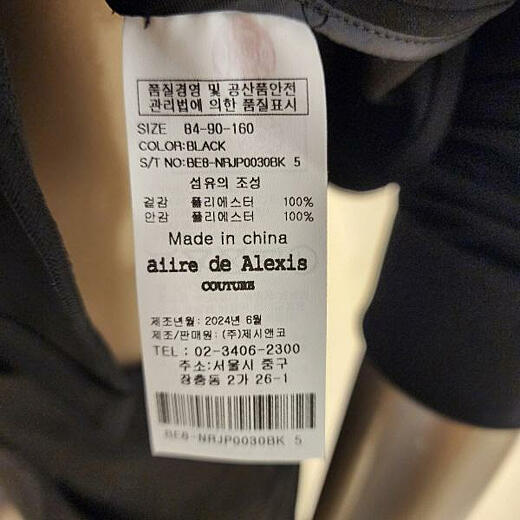 품질경영 및 공산품안전
관리법에 의한 품질표시
SIZE 84-90-160
COLOR:BLACK
S/T NO:BE8-NRJP0030BK 5
섬유의 조성
겉감 폴리에스터 100%
안감 폴리에스터 100%
Made in china
aiire de Alexis
COUTURE
제조년월: 2024년 6월
제조/판매원: (주)제시앤코
TEL : 02-3406-2300
주소:서울시 중구
장충동 2가 26-1
BE8-NRJP0030BK 5